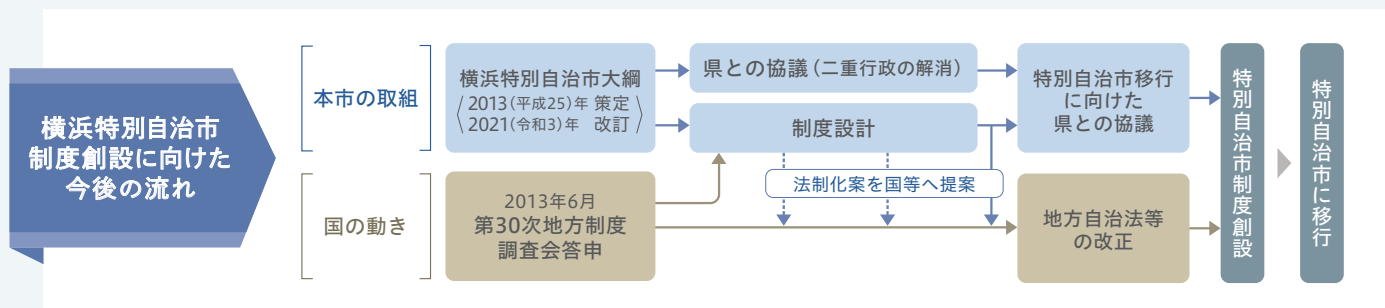 横浜特別自治市
制度創設に向けた
今後の流れ
本市の取組
横浜特別自治市大綱
2013(平成25)年 策定
2021(令和3)年 改訂
県との協議(二重行政の解消)
制度設計
特別自治市移行
に向けた
県との協議
国の動き
2013年6月
第30次地方制度
調査会答申
法制化案を国等へ提案
地方自治法等
の改正
特別自治市制度創設
特別自治市に移行